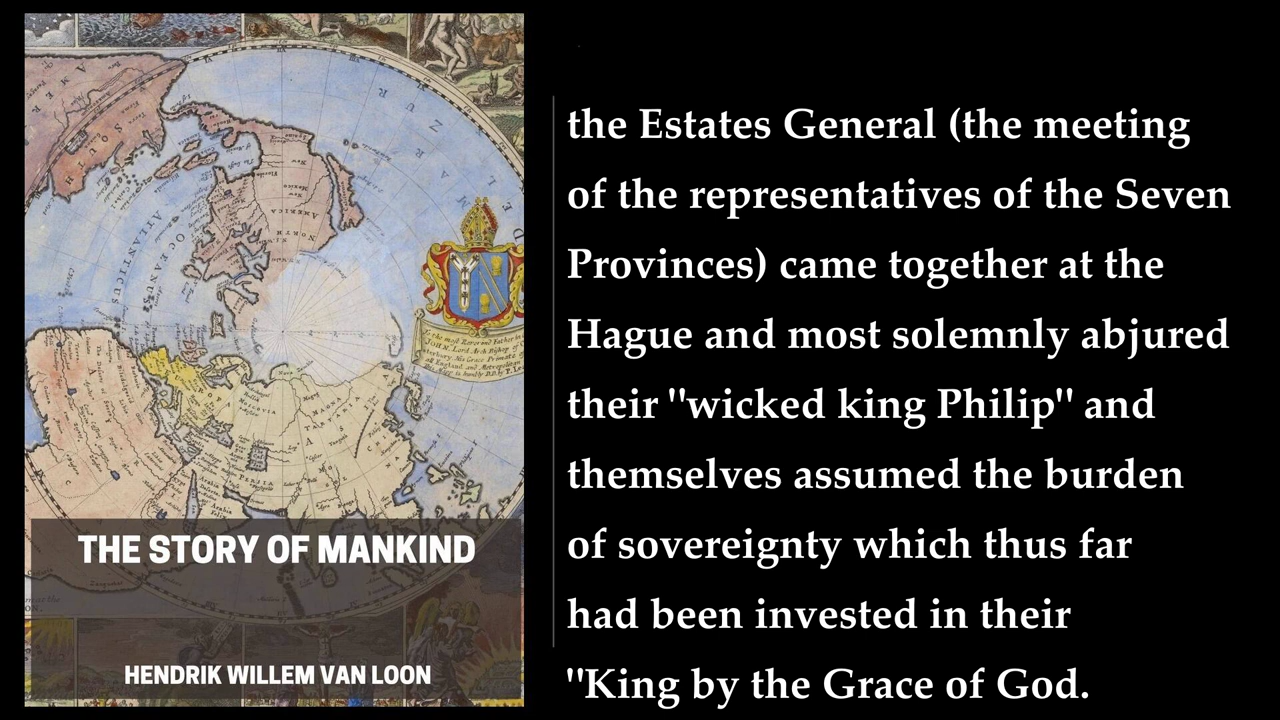 THE STORY OF MANKIND
HENDRIK WILLEM VAN LOON
the Estates General (the meeting
of the representatives of the Seven
Provinces) came together at the
Hague and most solemnly abjured
their "wicked king Philip" and
themselves assumed the burden
of sovereignty which thus far
had been invested in their
"King by the Grace of God.